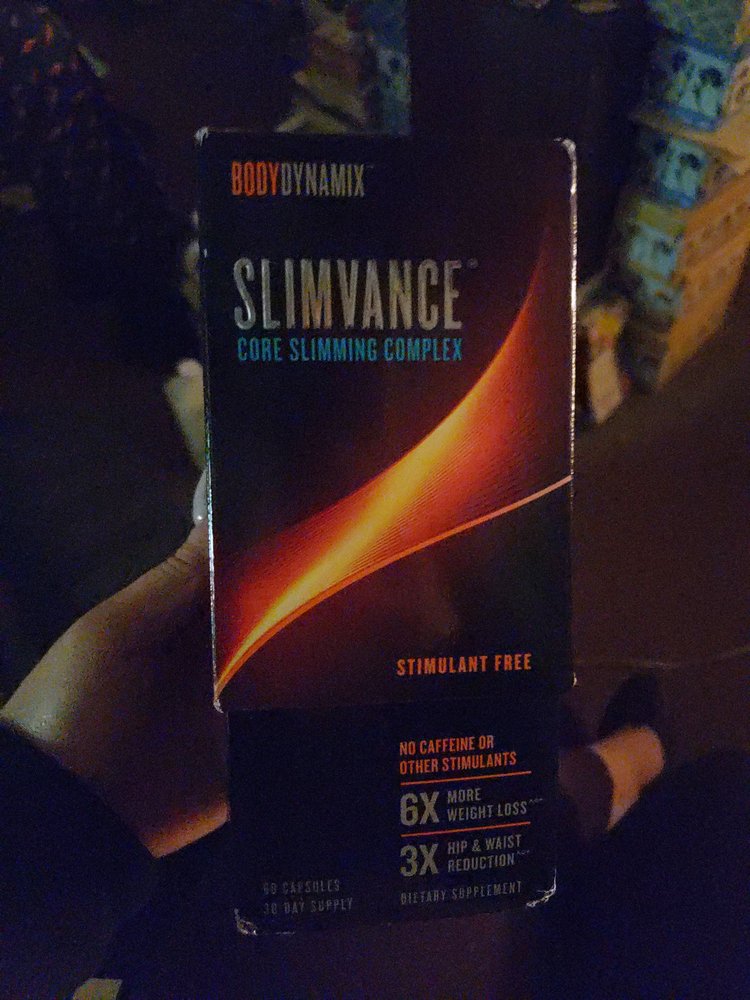 BODYDYNAMIX™
SLIMVANCE®
CORE SLIMMING COMPLEX
STIMULANT FREE
NO CAFFEINE OR
OTHER STIMULANTS
6X MORE
WEIGHT LOSS
3X HIP & WAIST
REDUCTION
60 CAPSULES
30 DAY SUPPLY
DIETARY SUPPLEMENT